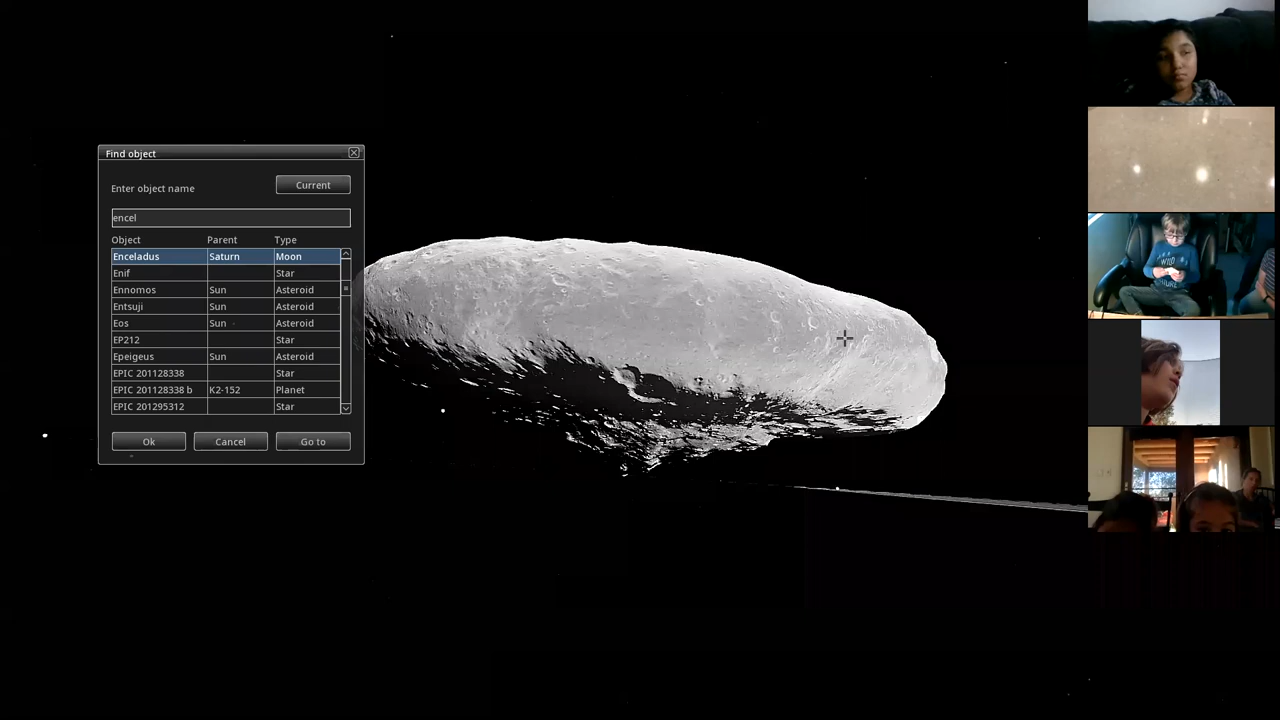 Find object
Enter object name
Current
encel
Object Parent Type
Enceladus Saturn Moon
Enif Star
Ennomos Sun Asteroid
Entsuji Sun Asteroid
Eos Sun Asteroid
EP212 Star
Epeigeus Sun Asteroid
EPIC 201128338 Star
EPIC 201128338 b K2-152 Planet
EPIC 201295312 Star
Ok Cancel Go to
WILD